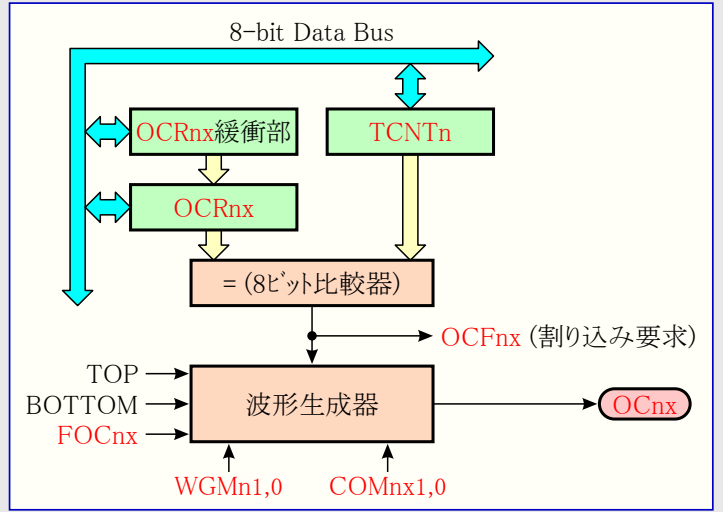 8-bit Data Bus
OCRnx緩衝部
TCNTn
OCRnx
= (8ﾋﾞｯﾄ比較器)
OCFnx (割り込み要求)
TOP
BOTTOM
FOCnx
波形生成器
OCnx
WGMn1,0
COMnx1,0